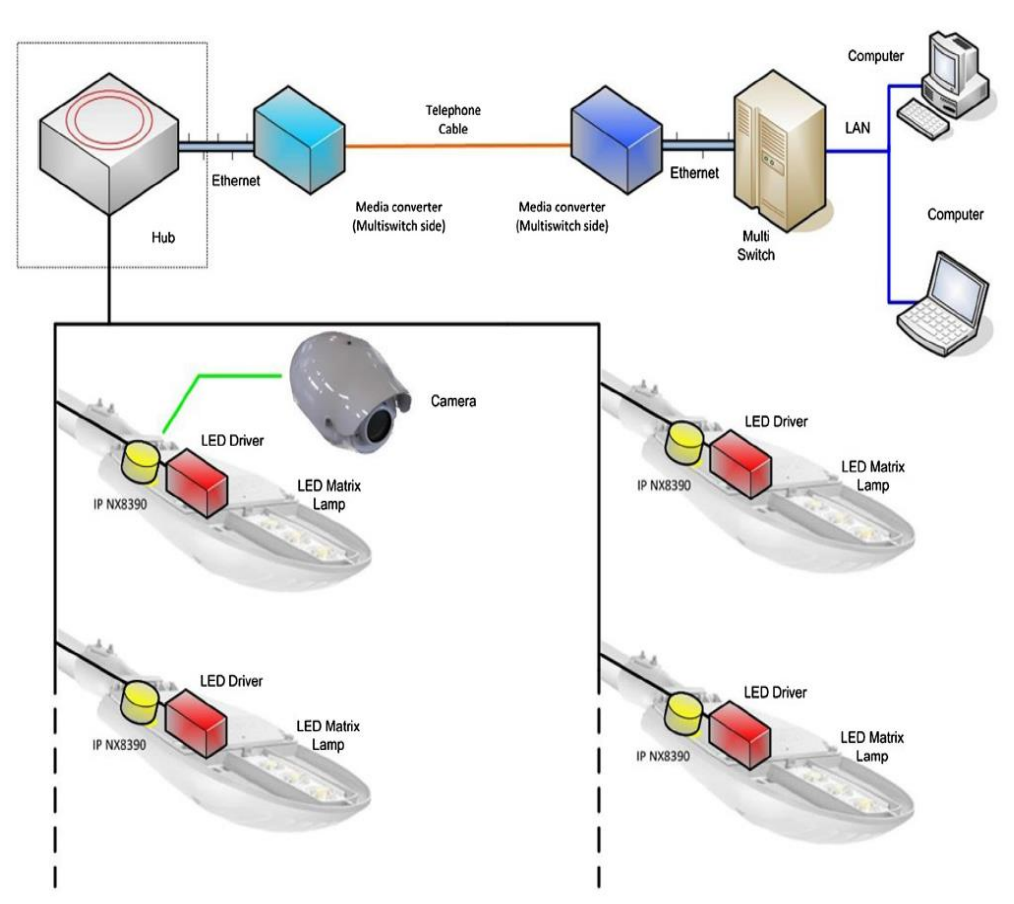 Computer
Telephone
Cable
LAN
Ethernet
Ethernet
Media converter
(Multiswitch side)
Media converter
(Multiswitch side)
Computer
Hub
Multi
Switch
Camera
LED Driver
LED Matrix
Lamp
IP NX8390
LED Driver
LED Matrix
Lamp
IP NX8390
LED Driver
LED Matrix
Lamp
IP NX8390
LED Driver
LED Matrix
Lamp
IP NX8390